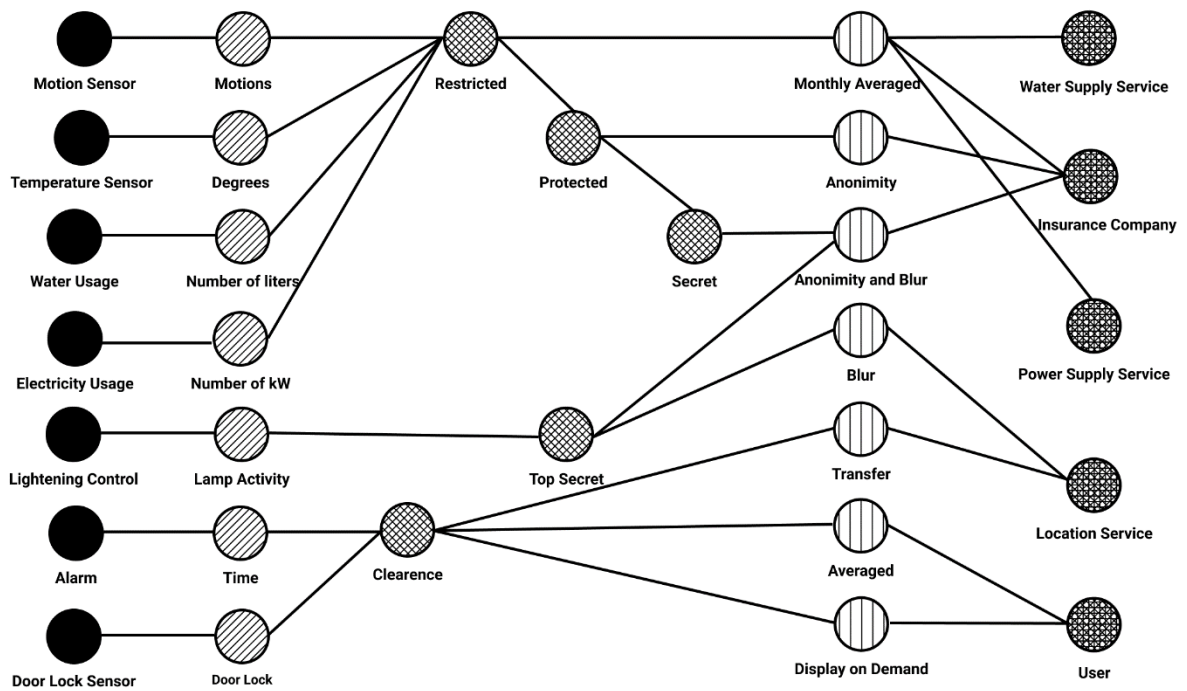 Motion Sensor
Motions
Restricted
Monthly Averaged
Water Supply Service
Temperature Sensor
Degrees
Protected
Anonimity
Insurance Company
Water Usage
Number of liters
Secret
Anonimity and Blur
Electricity Usage
Number of kW
Blur
Power Supply Service
Lightening Control
Lamp Activity
Top Secret
Transfer
Location Service
Alarm
Time
Clearence
Averaged
Door Lock Sensor
Door Lock
Display on Demand
User